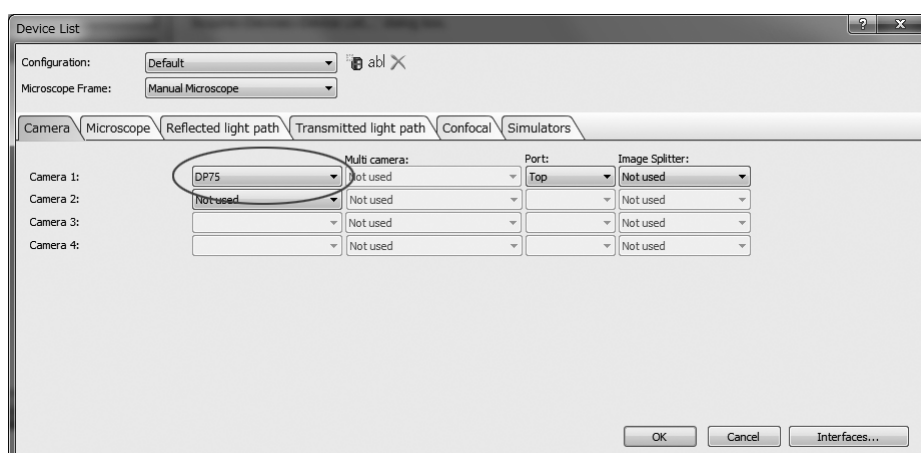 Device List
Configuration: Default abl
Microscope Frame: Manual Microscope
Camera Microscope Reflected light path Transmitted light path Confocal Simulators
Multi camera: Port: Image Splitter:
Camera 1: DP75 Not used Top Not used
Camera 2: Not used Not used Not used
Camera 3: Not used Not used
Camera 4: Not used Not used
OK Cancel Interfaces...